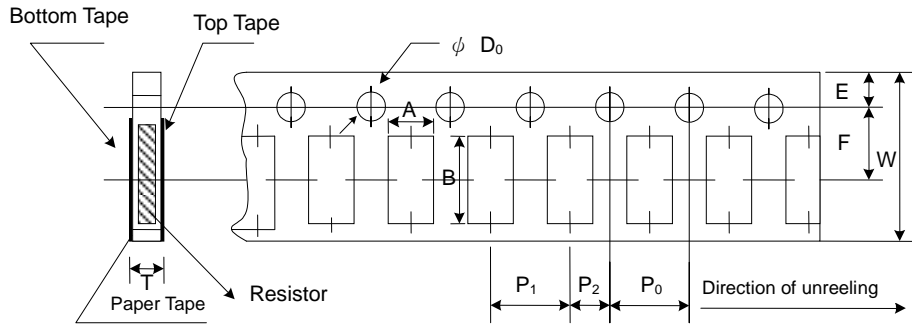 Bottom Tape
Top Tape
ψ D₀
A
E
F
W
B
T
P₁
P₂
P₀
Direction of unreeling
Paper Tape
Resistor